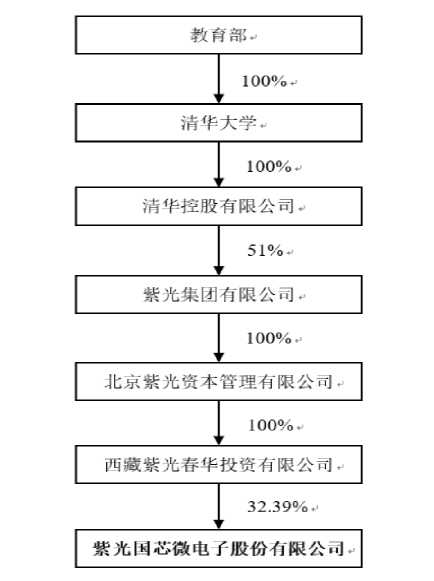 教育部
100%
清华大学
100%
清华控股有限公司
51%
紫光集团有限公司
100%
北京紫光资本管理有限公司
100%
西藏紫光春华投资有限公司
32.39%
紫光国芯微电子股份有限公司